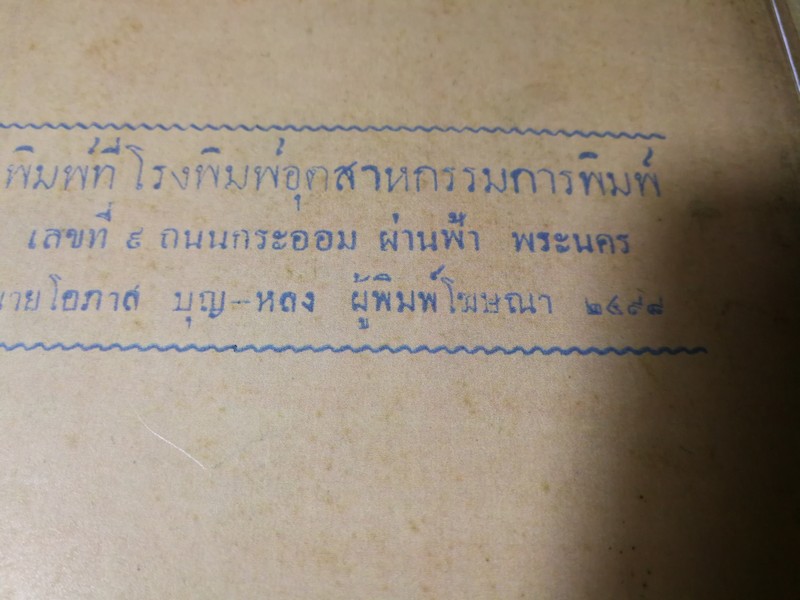 พิมพ์ที่ โรงพิมพ์อุตสาหกรรมการพิมพ์
เลขที่ ๙ ถนนกระออม ผ่านฟ้า พระนคร
นายโอภาส บุญ-หลง ผู้พิมพ์โฆษณา ๒๔๙๘